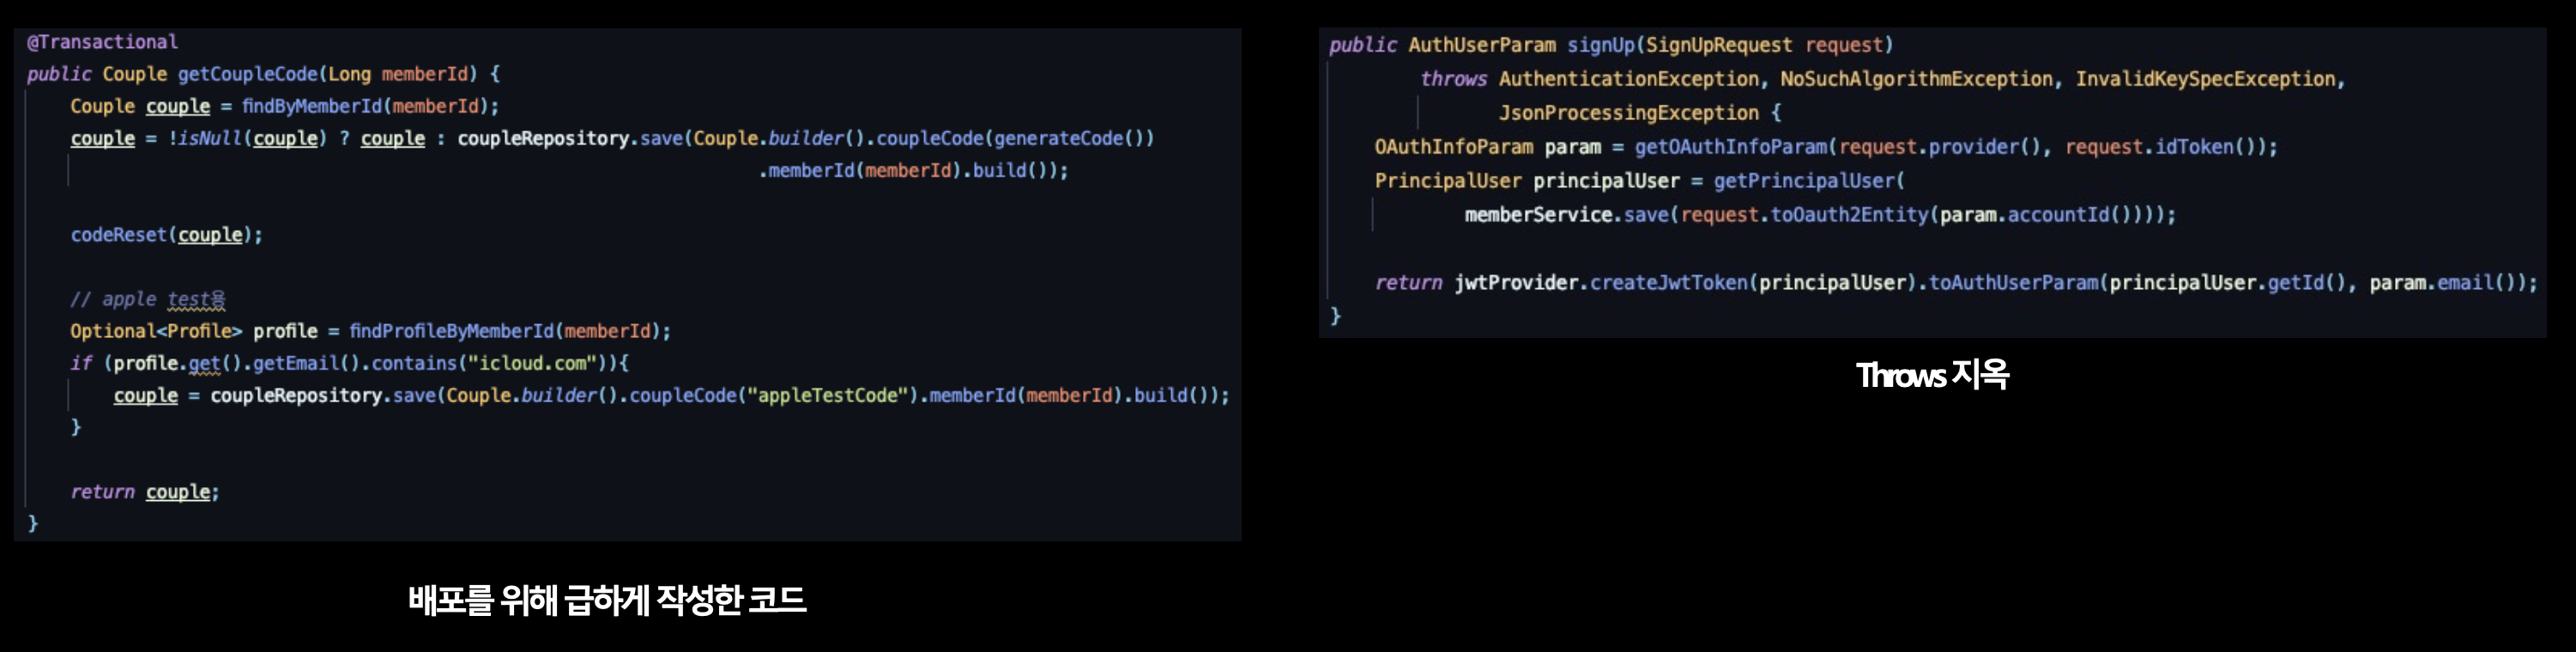 @Transactional
public Couple getCoupleCode(Long memberId) {
Couple couple = findByMemberId(memberId);
couple = !isNull(couple) ? couple : coupleRepository.save(Couple.builder().coupleCode(generateCode())
.memberId(memberId).build());
codeReset(couple);
// apple test용
Optional<Profile> profile = findProfileByMemberId(memberId);
if (profile.get().getEmail().contains("icloud.com")){
couple = coupleRepository.save(Couple.builder().coupleCode("appleTestCode").memberId(memberId).build());
}
return couple;
}
배포를 위해 급하게 작성한 코드
public AuthUserParam signUp(SignUpRequest request)
throws AuthenticationException, NoSuchAlgorithmException, InvalidKeySpecException,
JsonProcessingException {
OAuthInfoParam param = getOAuthInfoParam(request.provider(), request.idToken());
PrincipalUser principalUser = getPrincipalUser(
memberService.save(request.toOauth2Entity(param.accountId())));
return jwtProvider.createJwtToken(principalUser).toAuthUserParam(principalUser.getId(), param.email());
}
Throws 지옥